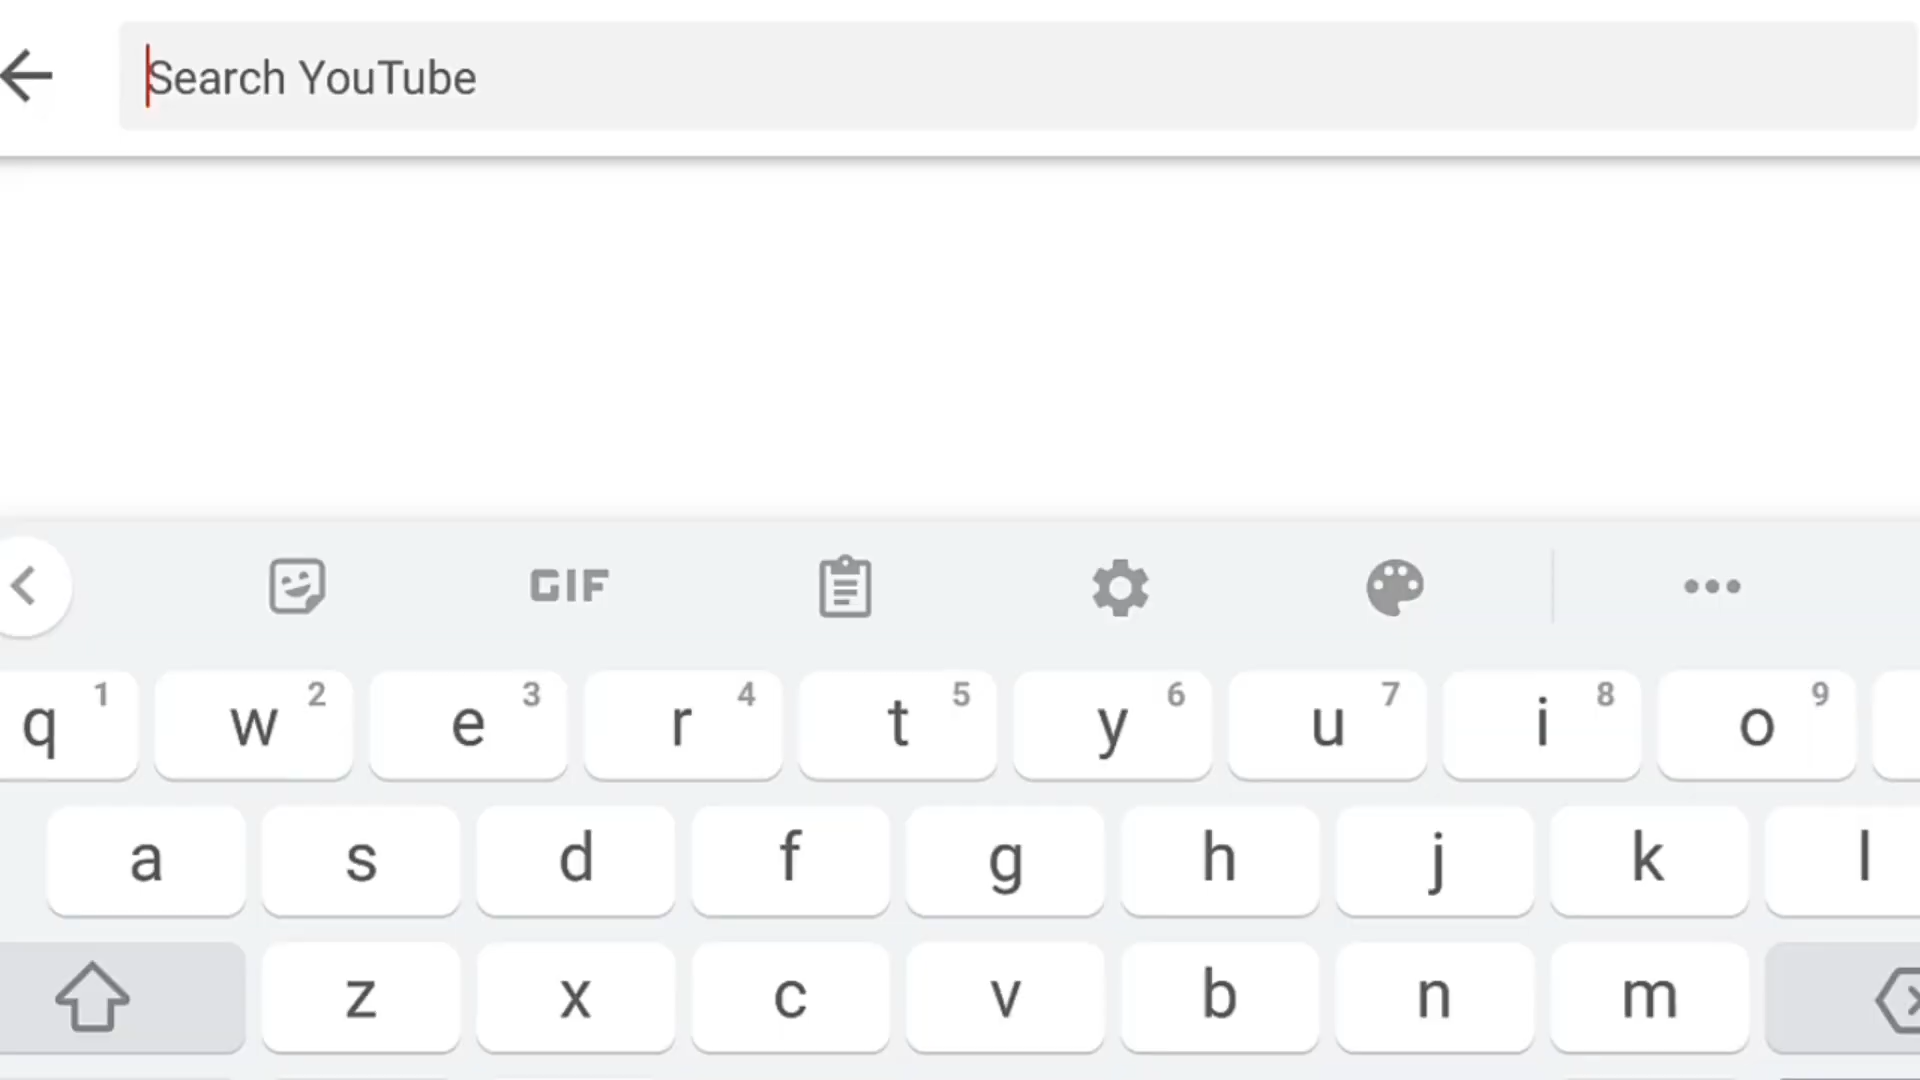 Search YouTube
GIF
q 1 w 2 e 3 r 4 t 5 y 6 u 7 i 8 o 9
a s d f g h j k l
z x c v b n m